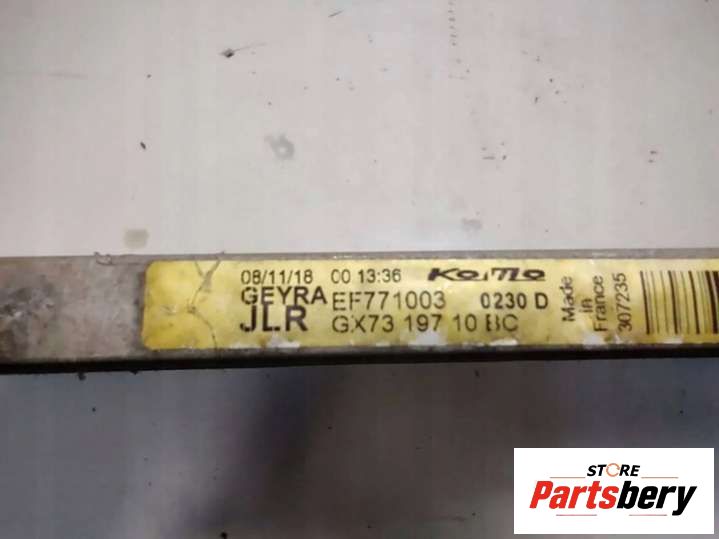 08/11/18 00 13:36 KoMo
GEYRA EF771003 0230 D
JLR GX73 197 10 BC
Made
in
France
307235
STORE
Partsbery